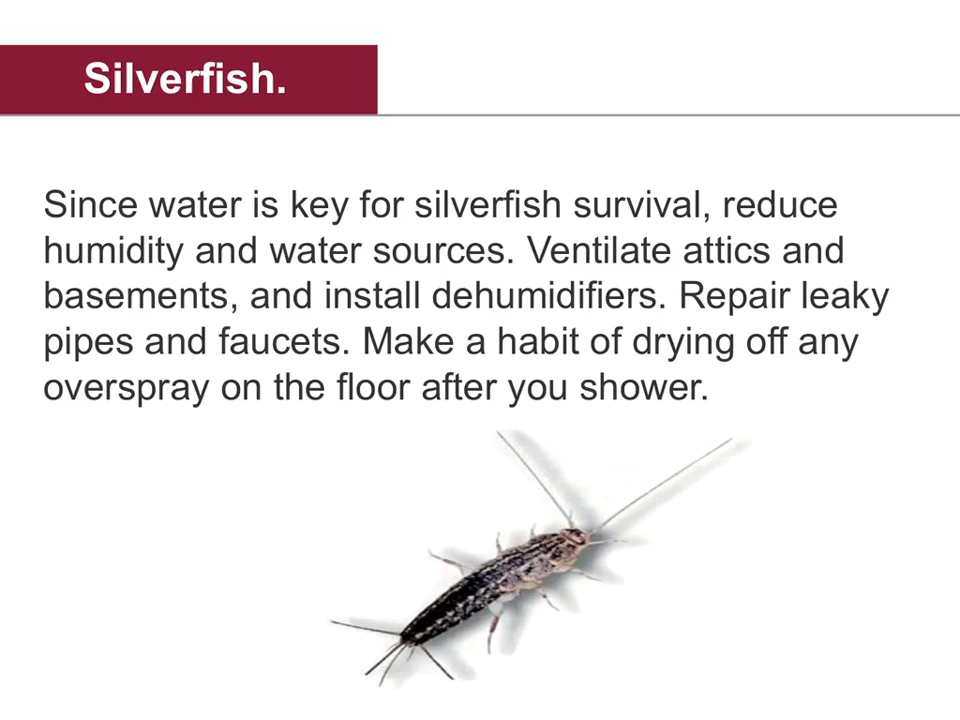 Silverfish.
Since water is key for silverfish survival, reduce
humidity and water sources. Ventilate attics and
basements, and install dehumidifiers. Repair leaky
pipes and faucets. Make a habit of drying off any
overspray on the floor after you shower.